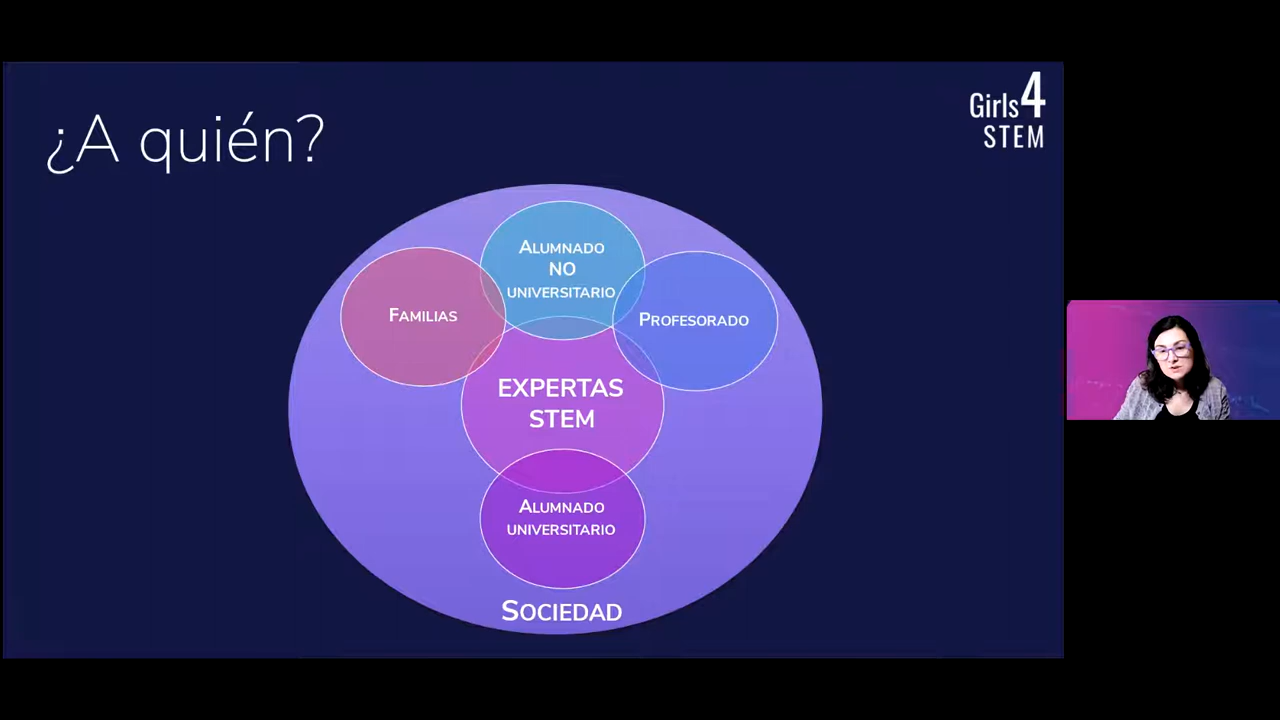 ¿A quién?
Girls4
STEM
Alumnado
NO
universitario
Familias
Profesorado
EXPERTAS
STEM
Alumnado
universitario
Sociedad